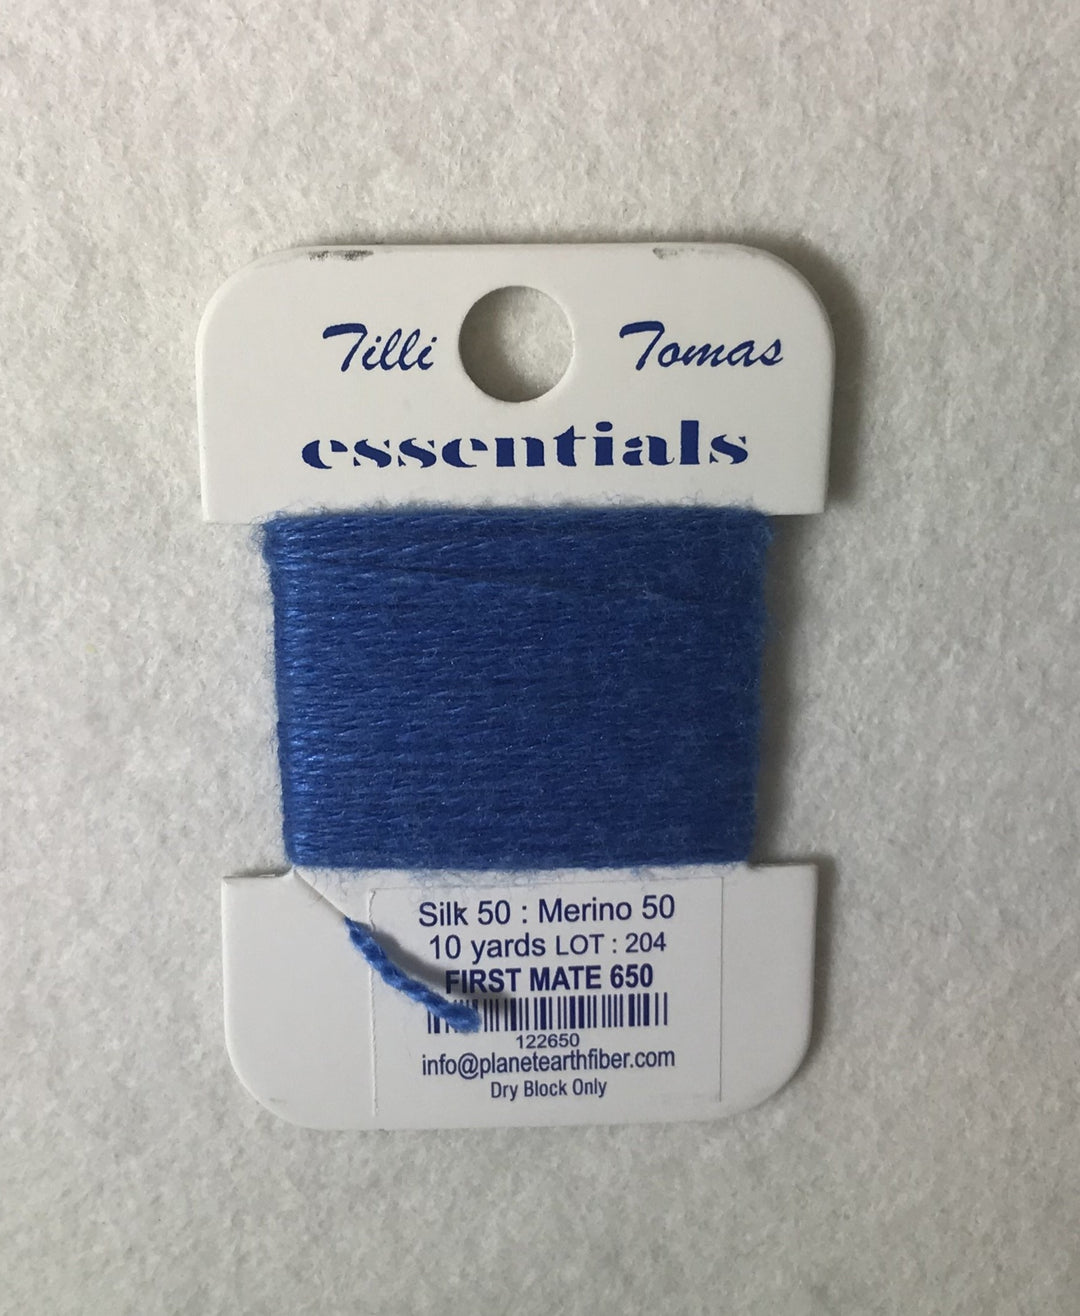 Tilli Tomas
essentials
Silk 50 : Merino 50
10 yards LOT : 204
FIRST MATE 650
122650
info@planetearthfiber.com
Dry Block Only